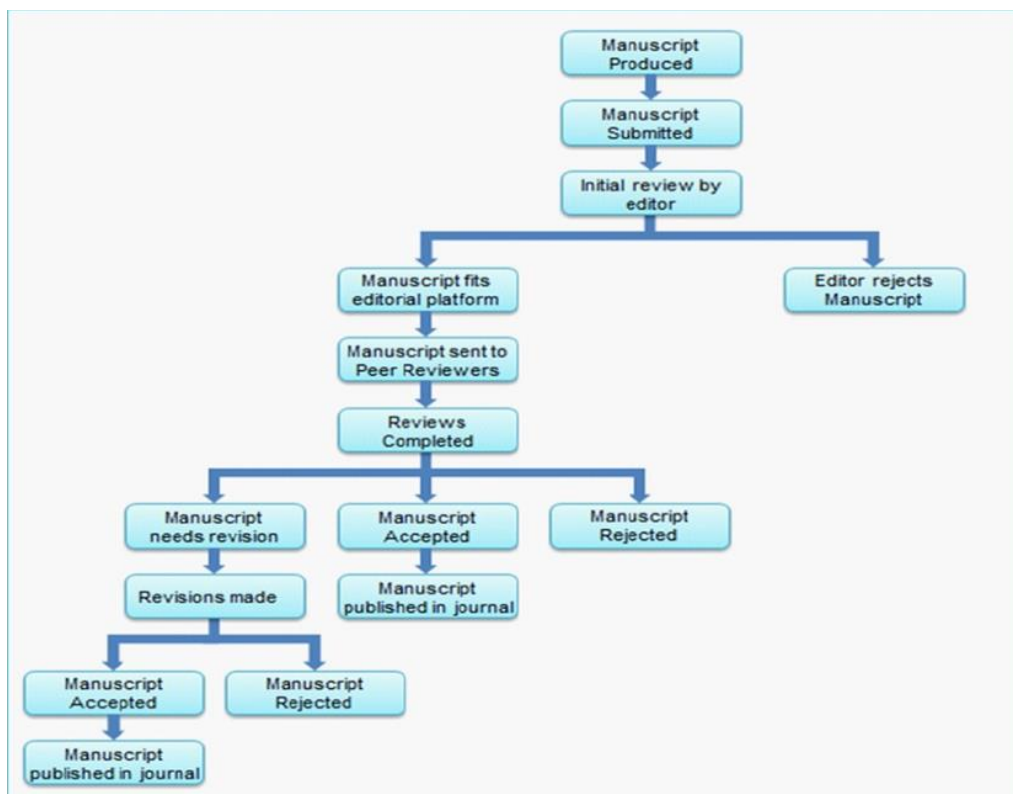 Manuscript
Produced
Manuscript
Submitted
Initial review by
editor
Manuscript fits
editorial platform
Editor rejects
Manuscript
Manuscript sent to
Peer Reviewers
Reviews
Completed
Manuscript
needs revision
Manuscript
Accepted
Manuscript
Rejected
Revisions made
Manuscript
published in journal
Manuscript
Accepted
Manuscript
Rejected
Manuscript
published in journal